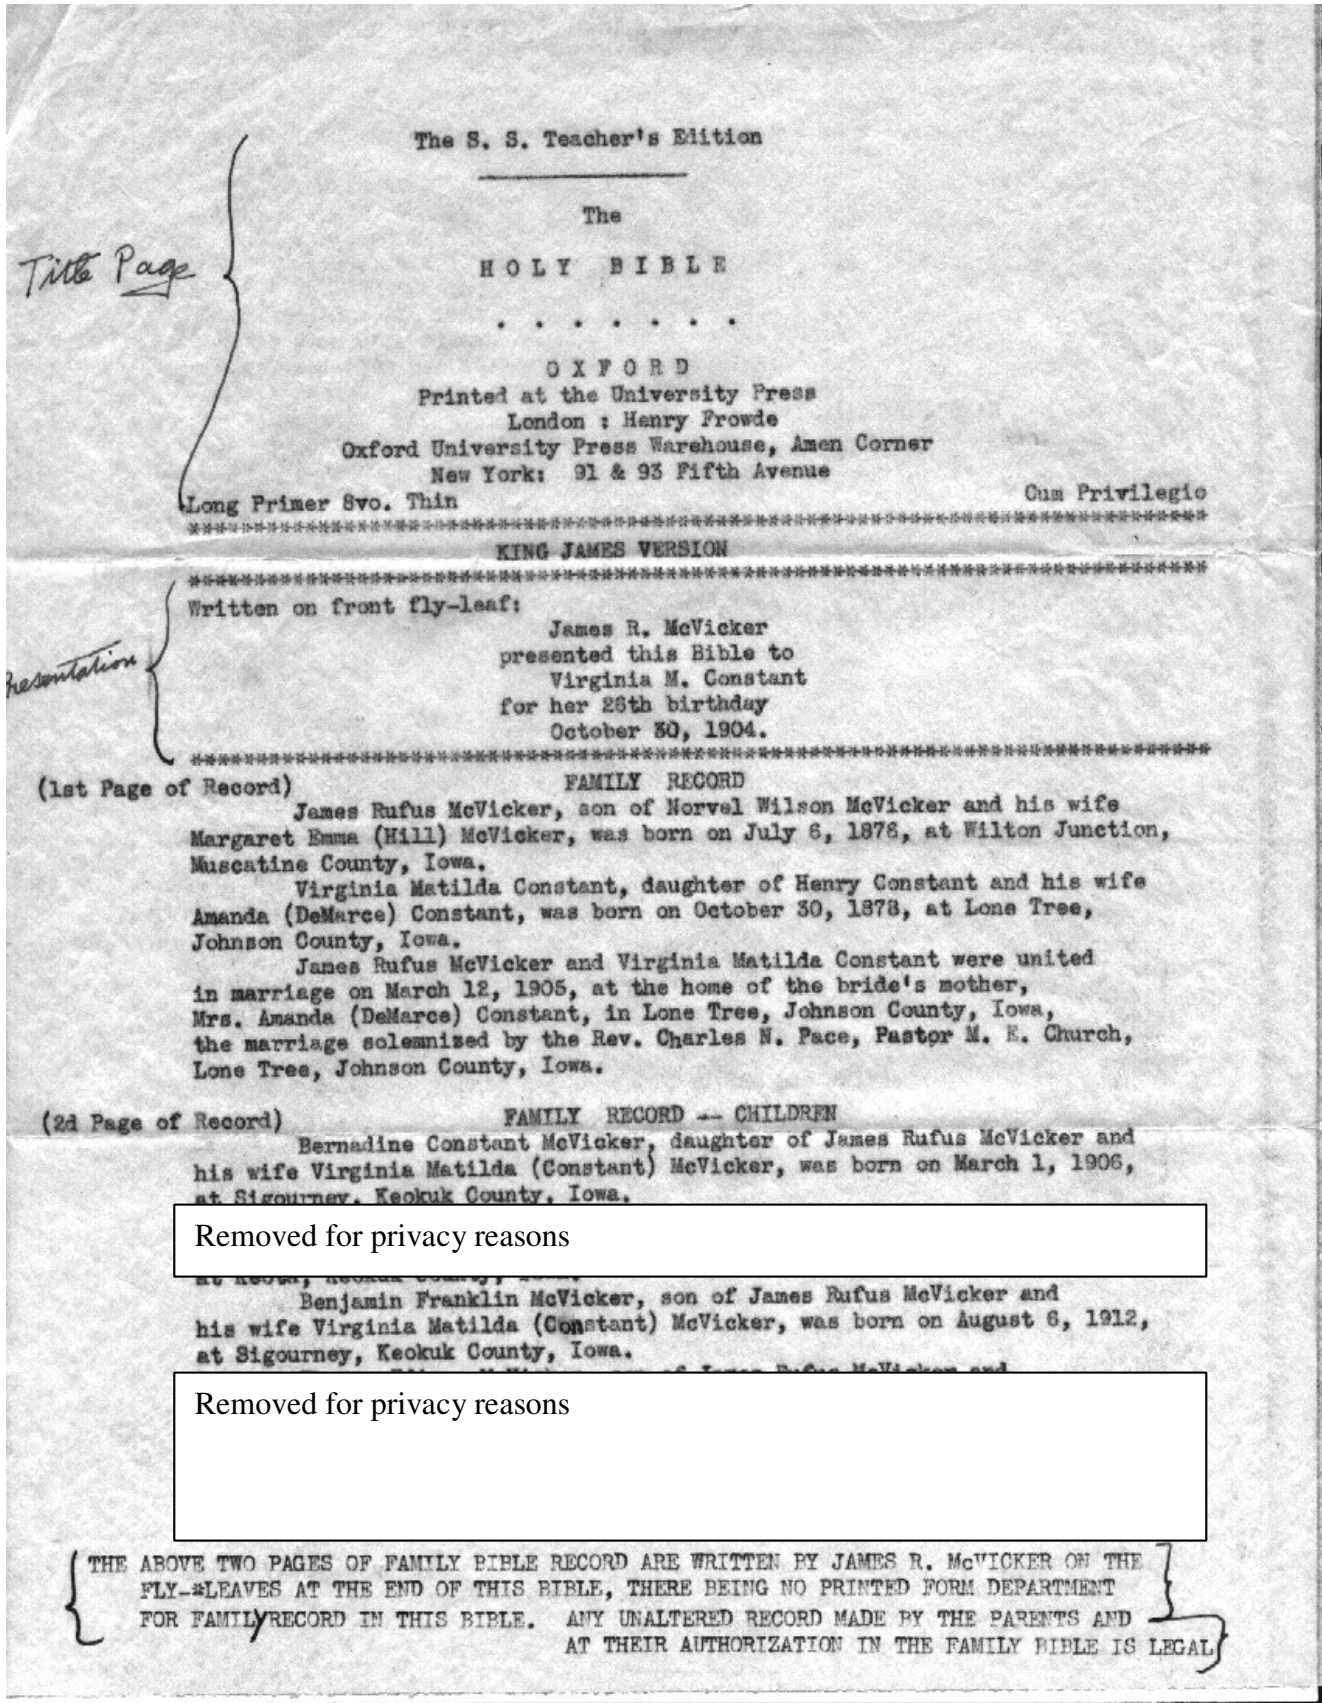 The S. S. Teacher's Edition
The
HOLY BIBLE
. . . . . . .
OXFORD
Title Page
Printed at the University Press
London : Henry Frowde
Oxford University Press Warehouse, Amen Corner
New York: 91 & 93 Fifth Avenue
Long Primer 8vo. Thin Cum Privilegio
KING JAMES VERSION
Written on front fly-leaf:
James R. McVicker
presented this Bible to
Virginia M. Constant
for her 26th birthday
October 30, 1904.
resentation
(1st Page of Record) FAMILY RECORD
James Rufus McVicker, son of Norvel Wilson McVicker and his wife
Margaret Emma (Hill) McVicker, was born on July 6, 1876, at Wilton Junction,
Muscatine County, Iowa.
Virginia Matilda Constant, daughter of Henry Constant and his wife
Amanda (DeMarce) Constant, was born on October 30, 1878, at Lone Tree,
Johnson County, Iowa.
James Rufus McVicker and Virginia Matilda Constant were united
in marriage on March 12, 1905, at the home of the bride's mother,
Mrs. Amanda (DeMarce) Constant, in Lone Tree, Johnson County, Iowa,
the marriage solemnized by the Rev. Charles N. Pace, Pastor M. E. Church,
Lone Tree, Johnson County, Iowa.
(2d Page of Record) FAMILY RECORD -- CHILDREN
Bernadine Constant McVicker, daughter of James Rufus McVicker and
his wife Virginia Matilda (Constant) McVicker, was born on March 1, 1906,
at Sigourney, Keokuk County, Iowa.
Removed for privacy reasons
at Keota, Keokuk County, Iowa.
Benjamin Franklin McVicker, son of James Rufus McVicker and
his wife Virginia Matilda (Constant) McVicker, was born on August 6, 1912,
at Sigourney, Keokuk County, Iowa.
McVicker, son of James Rufus McVicker and
Removed for privacy reasons
THE ABOVE TWO PAGES OF FAMILY BIBLE RECORD ARE WRITTEN BY JAMES R. McVICKER ON THE
FLY-*LEAVES AT THE END OF THIS BIBLE, THERE BEING NO PRINTED FORM DEPARTMENT
FOR FAMILY RECORD IN THIS BIBLE. ANY UNALTERED RECORD MADE BY THE PARENTS AND
AT THEIR AUTHORIZATION IN THE FAMILY BIBLE IS LEGAL